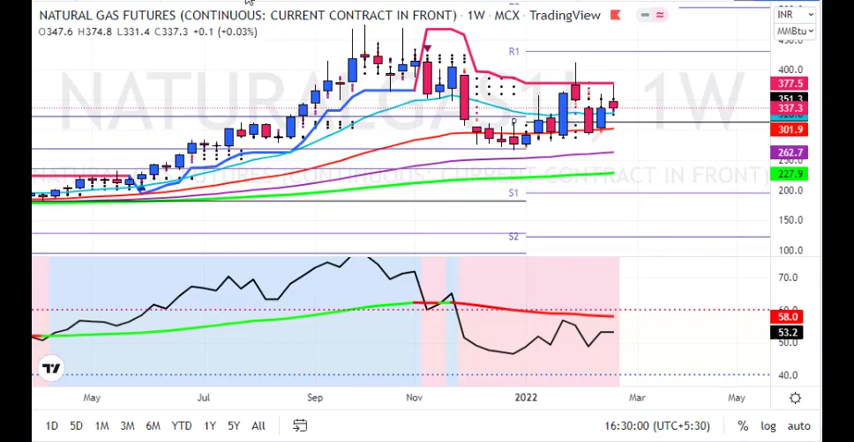 NATURAL GAS FUTURES (CONTINUOUS: CURRENT CONTRACT IN FRONT) · 1W · MCX · TradingView
INR
O347.6 H374.8 L331.4 C337.3 +0.1 (+0.03%)
MMBtu
R1
400.0
377.5
351.3
337.3
P
301.9
262.7
227.9
S1
200.0
150.0
S2
100.0
70.0
60.0
58.0
53.2
50.0
40.0
May Jul Sep Nov 2022 Mar May
1D 5D 1M 3M 6M YTD 1Y 5Y All 16:30:00 (UTC+5:30) % log auto